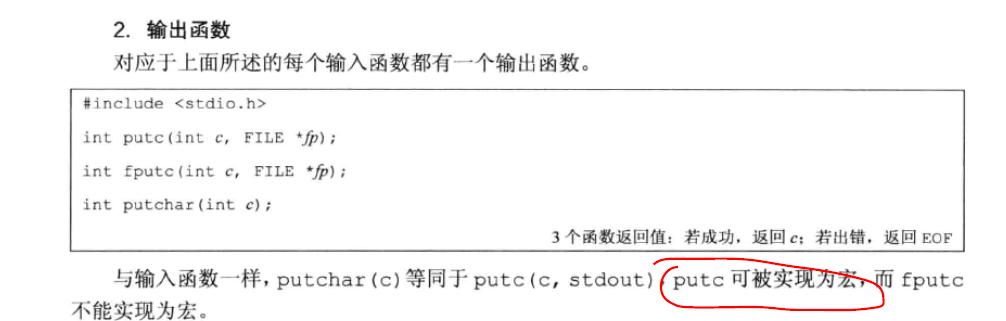 2. 输出函数
对应于上面所述的每个输入函数都有一个输出函数。
#include <stdio.h>
int putc(int c, FILE *fp);
int fputc(int c, FILE *fp);
int putchar(int c);
3 个函数返回值：若成功，返回 c；若出错，返回 EOF
与输入函数一样，putchar(c)等同于 putc(c, stdout)，putc 可被实现为宏，而 fputc
不能实现为宏。